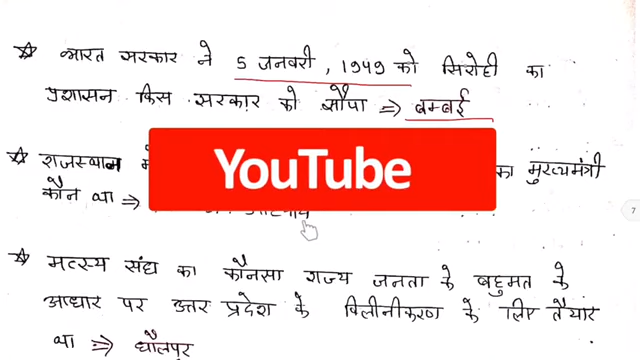 ☆ भारत सरकार ने 5 जनवरी, 1949 को सिरोही का
प्रशासन किस सरकार को सौंपा ⇒ बम्बई
☆ राजस्थान में
YouTube
का मुख्यमंत्री
कौन था ⇒
7
☆ मत्स्य संघ का कौनसा राज्य जनता के बहुमत के
आधार पर उत्तर प्रदेश के विलीनीकरण के लिए तैयार
था ⇒ धौलपुर